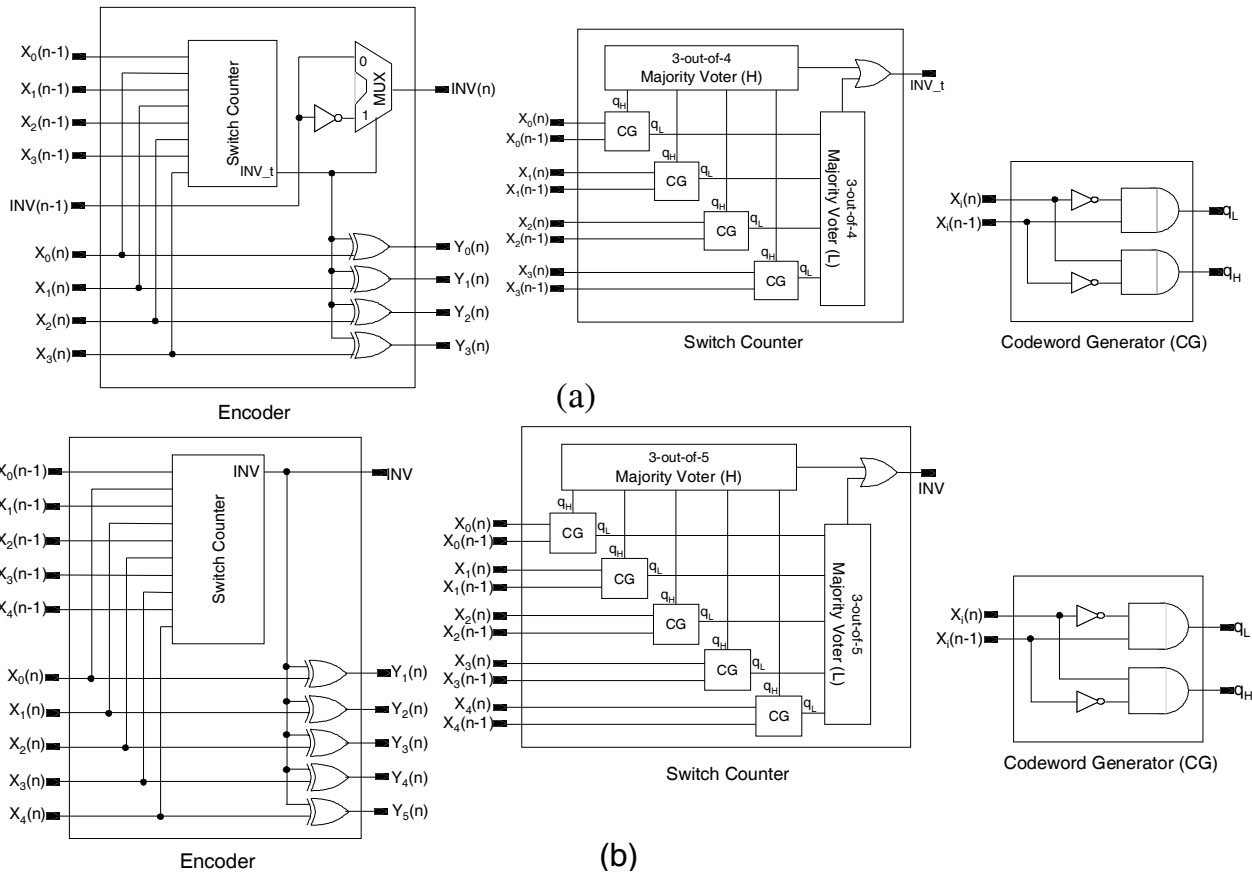 X0(n-1)
X1(n-1)
X2(n-1)
X3(n-1)
INV(n-1)
X0(n)
X1(n)
X2(n)
X3(n)
Switch Counter
INV_t
0
1
MUX
INV(n)
Y0(n)
Y1(n)
Y2(n)
Y3(n)
Encoder
3-out-of-4
Majority Voter (H)
X0(n)
X0(n-1)
qH
CG
qL
X1(n)
X1(n-1)
qH
CG
qL
X2(n)
X2(n-1)
qH
CG
qL
X3(n)
X3(n-1)
qH
CG
qL
3-out-of-4
Majority Voter (L)
INV_t
Switch Counter
Xi(n)
Xi(n-1)
qL
qH
Codeword Generator (CG)
(a)
X0(n-1)
X1(n-1)
X2(n-1)
X3(n-1)
X4(n-1)
X0(n)
X1(n)
X2(n)
X3(n)
X4(n)
Switch Counter
INV
INV
Y1(n)
Y2(n)
Y3(n)
Y4(n)
Y5(n)
Encoder
3-out-of-5
Majority Voter (H)
X0(n)
X0(n-1)
qH
CG
qL
X1(n)
X1(n-1)
qH
CG
qL
X2(n)
X2(n-1)
qH
CG
qL
X3(n)
X3(n-1)
qH
CG
qL
X4(n)
X4(n-1)
qH
CG
qL
3-out-of-5
Majority Voter (L)
INV
Switch Counter
Xi(n)
Xi(n-1)
qL
qH
Codeword Generator (CG)
(b)